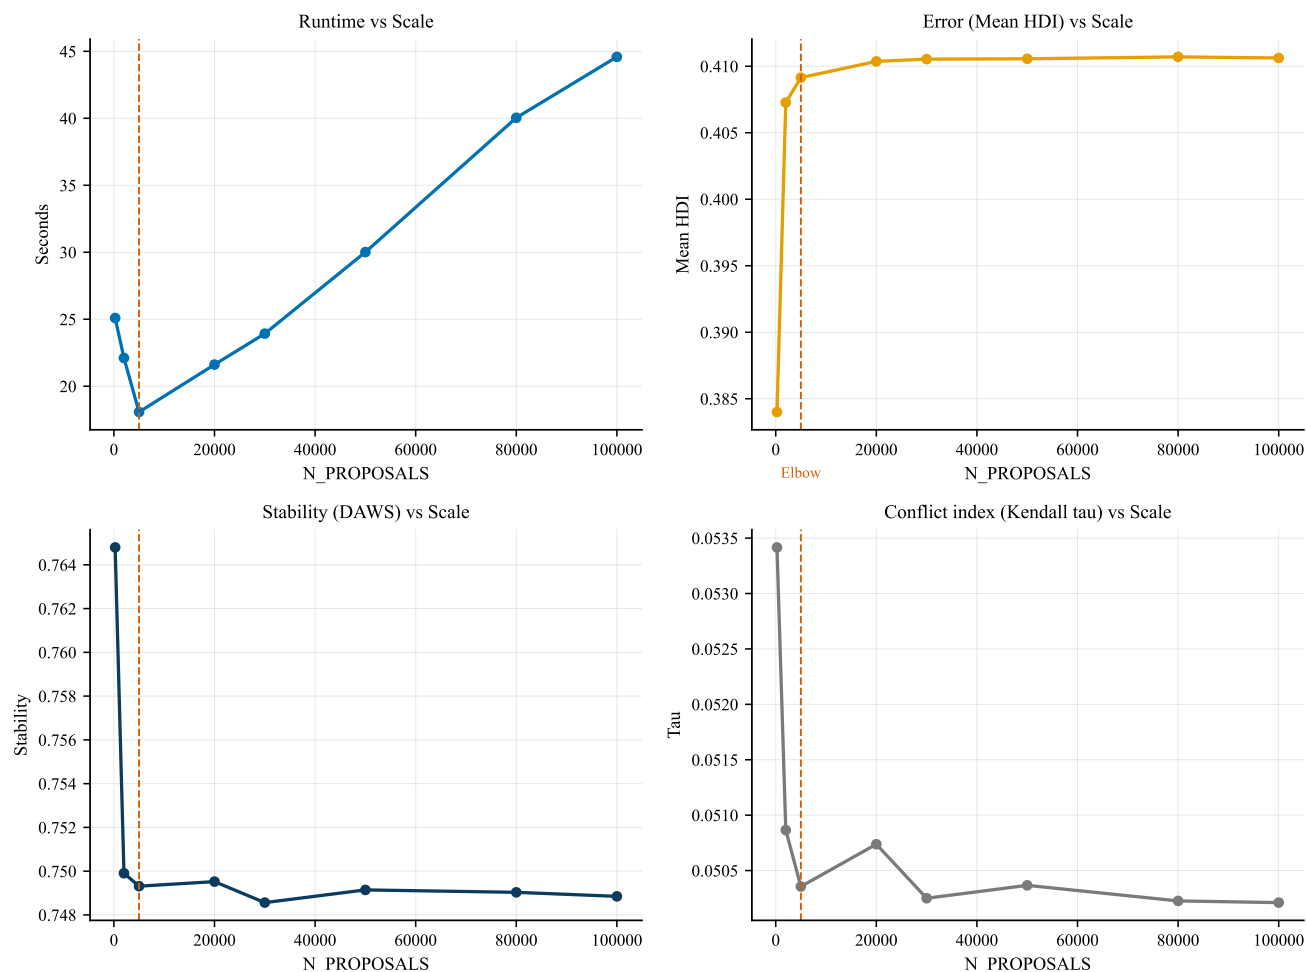 Runtime vs Scale
Error (Mean HDI) vs Scale
45
40
35
30
25
20
Seconds
0 20000 40000 60000 80000 100000
N_PROPOSALS
0.410
0.405
0.400
0.395
0.390
0.385
Mean HDI
0 20000 40000 60000 80000 100000
Elbow
N_PROPOSALS
Stability (DAWS) vs Scale
Conflict index (Kendall tau) vs Scale
0.764
0.762
0.760
0.758
0.756
0.754
0.752
0.750
0.748
Stability
0 20000 40000 60000 80000 100000
N_PROPOSALS
0.0535
0.0530
0.0525
0.0520
0.0515
0.0510
0.0505
Tau
0 20000 40000 60000 80000 100000
N_PROPOSALS